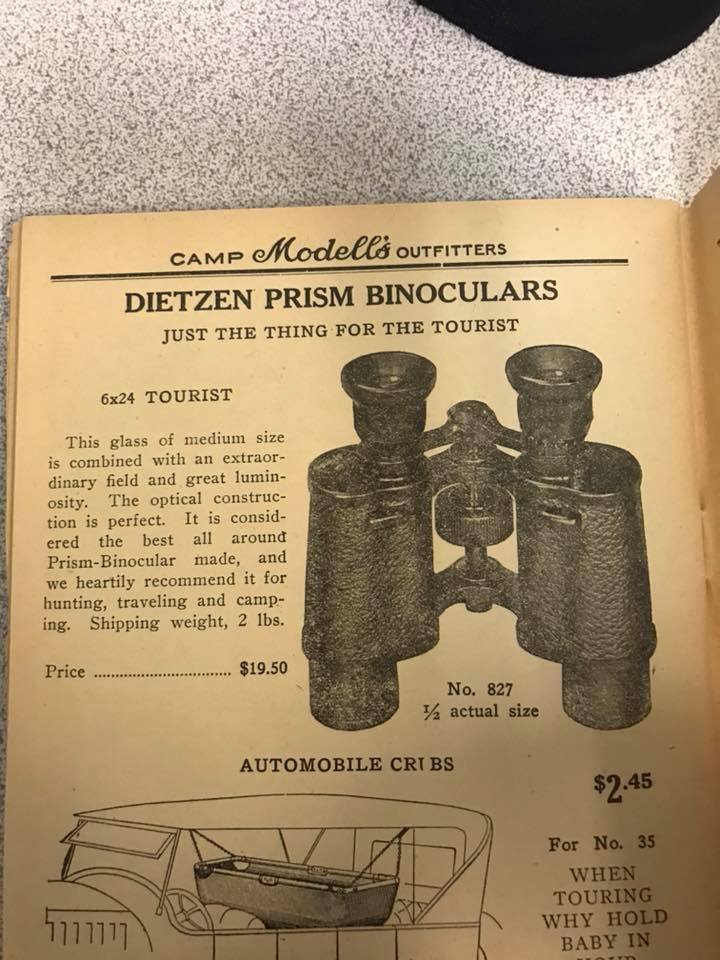 CAMP Modell's OUTFITTERS
DIETZEN PRISM BINOCULARS
JUST THE THING FOR THE TOURIST
6x24 TOURIST
This glass of medium size
is combined with an extraor-
dinary field and great lumin-
osity. The optical construc-
tion is perfect. It is consid-
ered the best all around
Prism-Binocular made, and
we heartily recommend it for
hunting, traveling and camp-
ing. Shipping weight, 2 lbs.
Price ............................... $19.50
No. 827
½ actual size
AUTOMOBILE CRIBS
$2.45
For No. 35
WHEN
TOURING
WHY HOLD
BABY IN